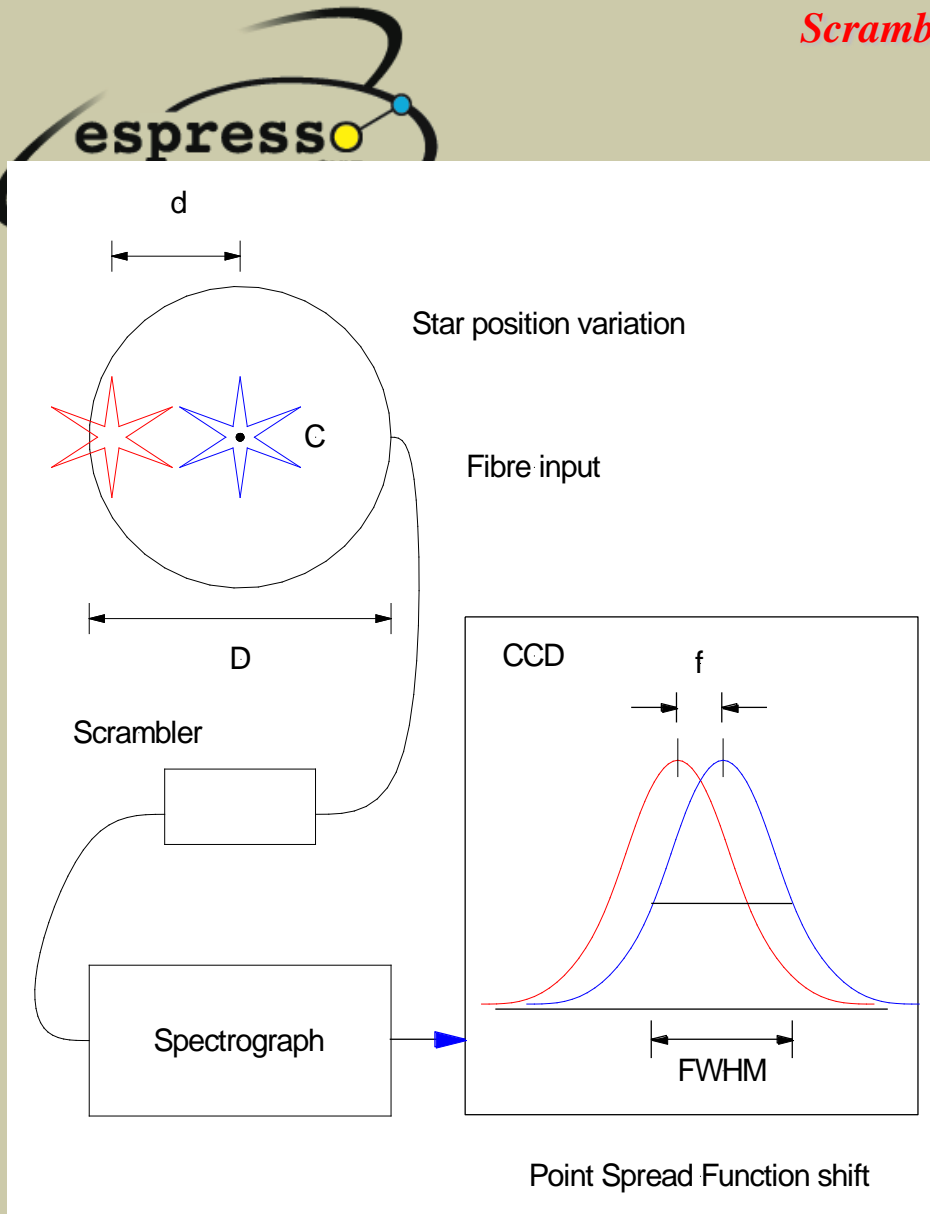 Scramb
espresso
d
Star position variation
C
Fibre input
D
CCD
f
Scrambler
Spectrograph
FWHM
Point Spread Function shift